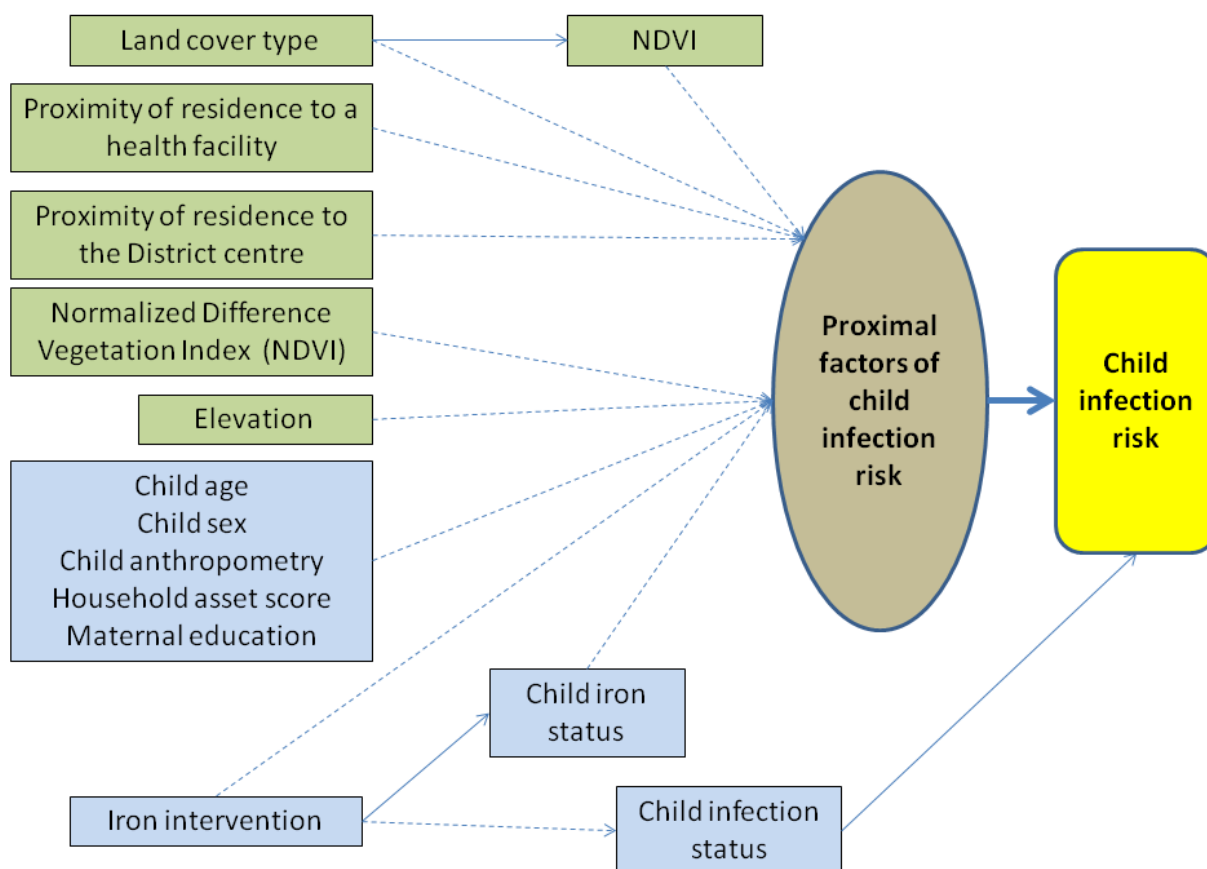 Land cover type
NDVI
Proximity of residence to a
health facility
Proximity of residence to
the District centre
Normalized Difference
Vegetation Index (NDVI)
Elevation
Child age
Child sex
Child anthropometry
Household asset score
Maternal education
Proximal
factors of
child
infection
risk
Child
infection
risk
Child iron
status
Iron intervention
Child infection
status